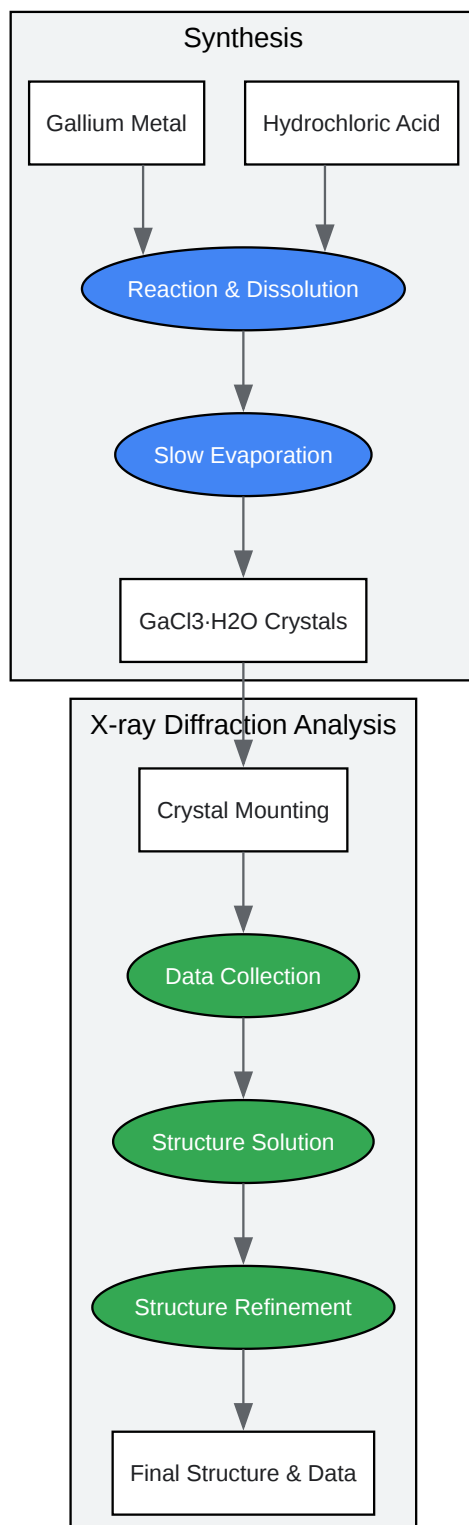 Synthesis
Gallium Metal
Hydrochloric Acid
Reaction & Dissolution
Slow Evaporation
GaCl3·H2O Crystals
X-ray Diffraction Analysis
Crystal Mounting
Data Collection
Structure Solution
Structure Refinement
Final Structure & Data